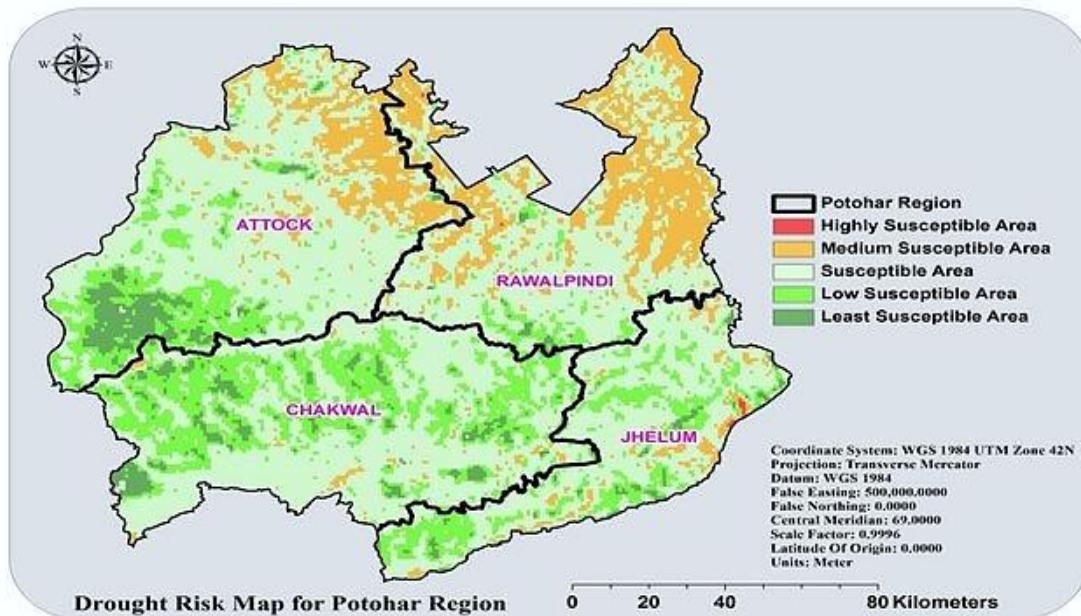 N
W E
S
ATTOCK
RAWALPINDI
CHAKWAL
JHELUM
Potohar Region
Highly Susceptible Area
Medium Susceptible Area
Susceptible Area
Low Susceptible Area
Least Susceptible Area
Coordinate System: WGS 1984 UTM Zone 42N
Projection: Transverse Mercator
Datum: WGS 1984
False Easting: 500,000.0000
False Northing: 0.0000
Central Meridian: 69.0000
Scale Factor: 0.9996
Latitude Of Origin: 0.0000
Units: Meter
Drought Risk Map for Potohar Region
0 20 40 80 Kilometers